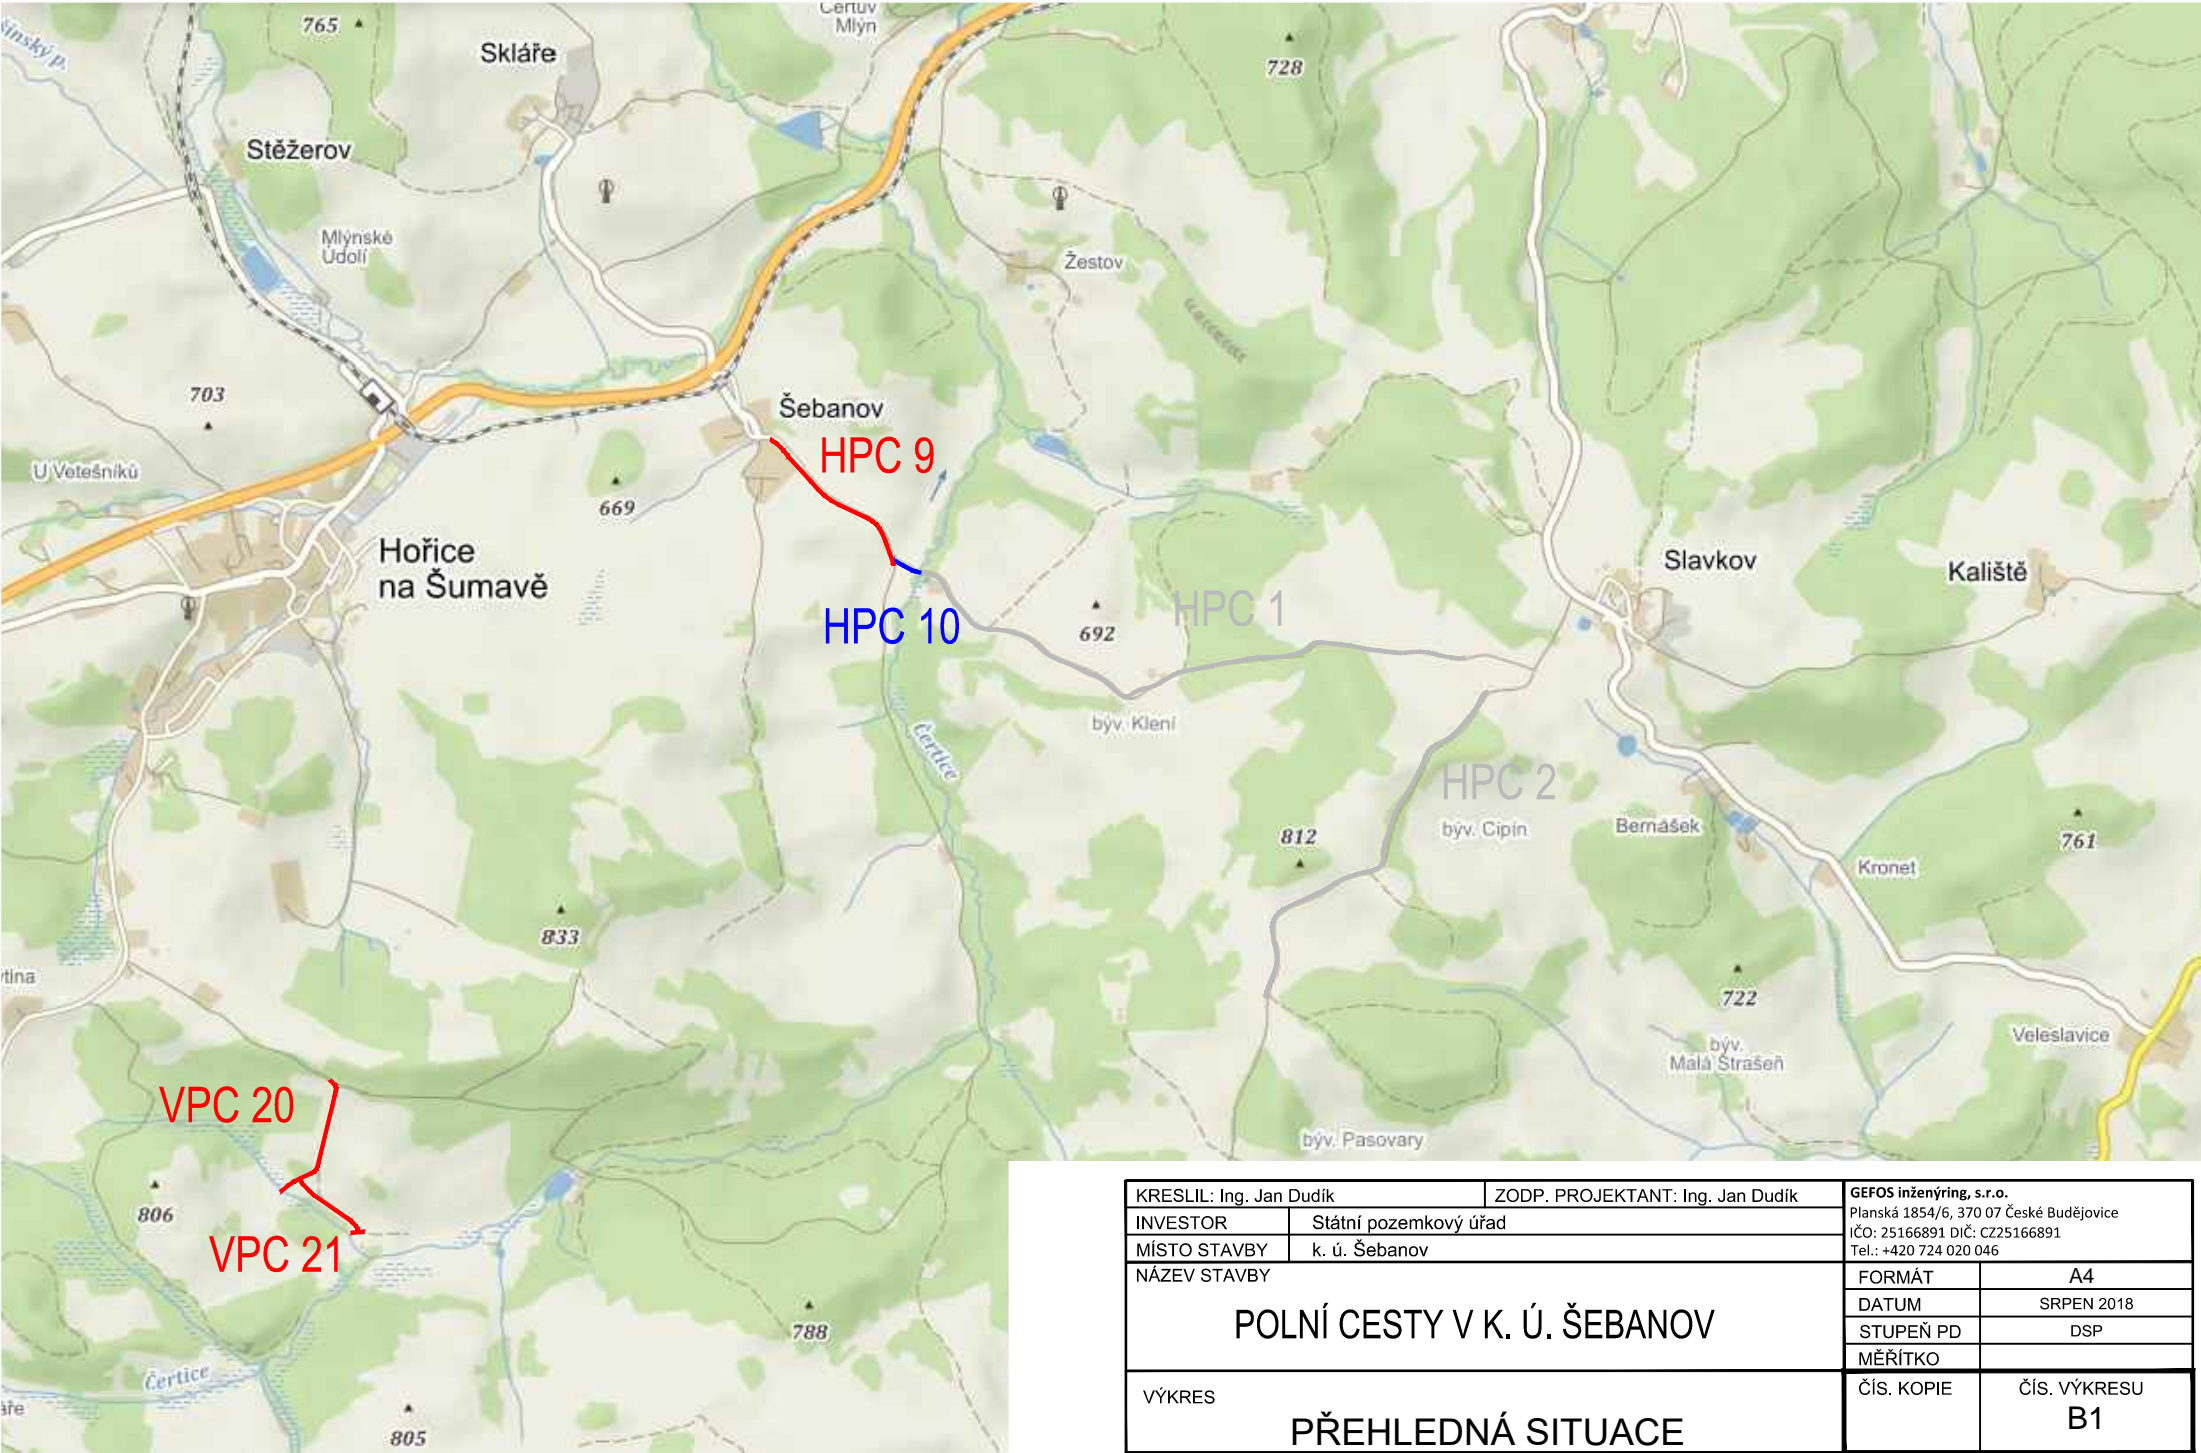 765
Čertův
Mlýn
Skláře
728
Stěžerov
Mlýnské
Údolí
Žestov
703
Šebanov
HPC 9
U Vetešníků
669
Hořice
na Šumavě
Slavkov
Kaliště
HPC 10
692
HPC 1
býv. Klení
Čertice
HPC 2
býv. Cipín
812
Bernášek
761
Kronet
833
722
býv.
Malá Strašeň
Veleslavice
VPC 20
býv. Pasovary
806
VPC 21
788
Čertice
805
KRESLIL: Ing. Jan Dudík
ZODP. PROJEKTANT: Ing. Jan Dudík
INVESTOR
Státní pozemkový úřad
MÍSTO STAVBY
k. ú. Šebanov
NÁZEV STAVBY
POLNÍ CESTY V K. Ú. ŠEBANOV
VÝKRES
PŘEHLEDNÁ SITUACE
GEFOS inženýring, s.r.o.
Planská 1854/6, 370 07 České Budějovice
IČO: 25166891 DIČ: CZ25166891
Tel.: +420 724 020 046
FORMÁT
A4
DATUM
SRPEN 2018
STUPEŇ PD
DSP
MĚŘÍTKO
ČÍS. KOPIE
ČÍS. VÝKRESU
B1